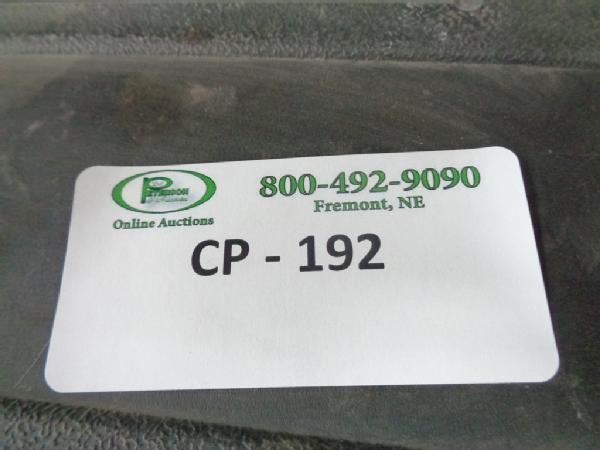 Online Auctions
800-492-9090
Fremont, NE
CP - 192